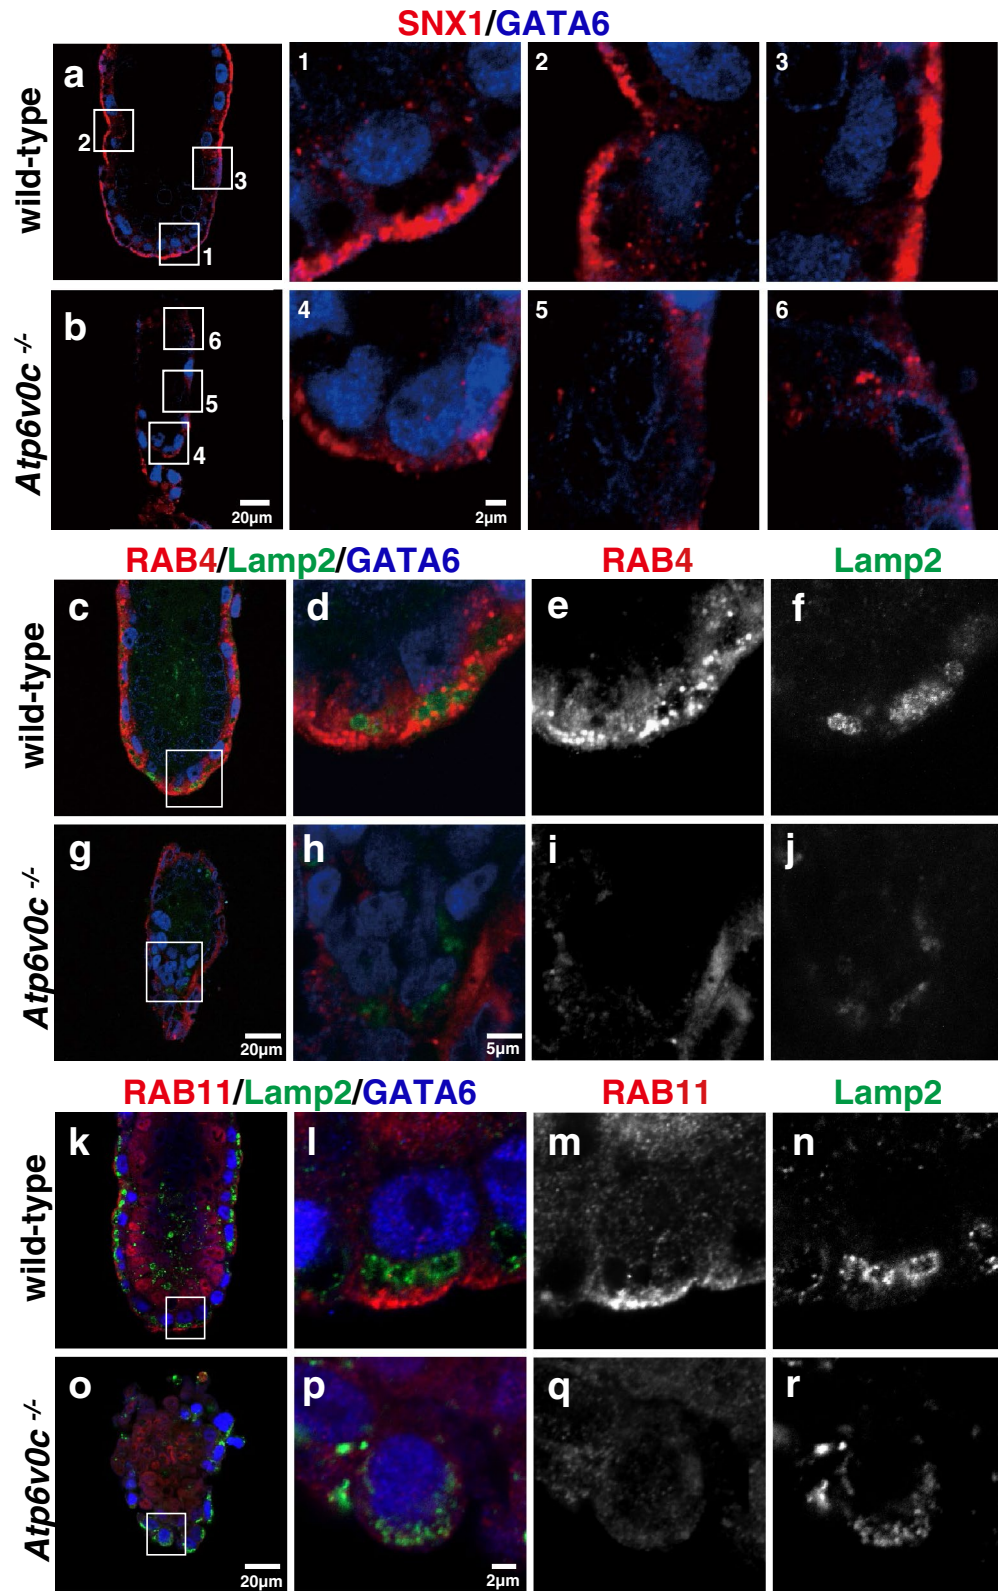 SNX1/GATA6
wild-type
a
1
2
3
2
3
1
Atp6v0c -/-
b
4
5
6
6
5
4
20µm
2µm
RAB4/Lamp2/GATA6
RAB4
Lamp2
wild-type
c
d
e
f
Atp6v0c -/-
g
h
i
j
20µm
5µm
RAB11/Lamp2/GATA6
RAB11
Lamp2
wild-type
k
l
m
n
Atp6v0c -/-
o
p
q
r
20µm
2µm